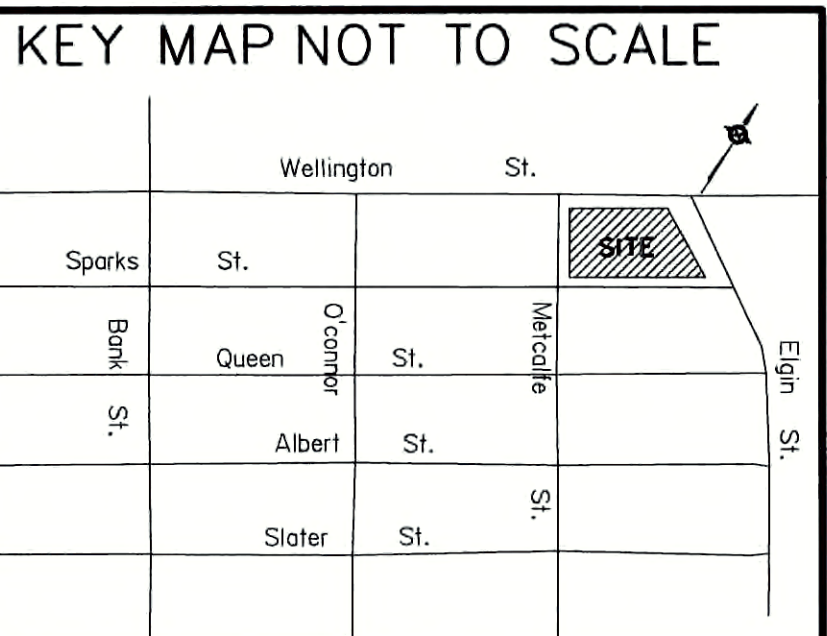 KEY MAP NOT TO SCALE
Wellington St.
SITE
Sparks St.
Bank St.
O'connor
Metcalfe St.
Elgin St.
Queen St.
Albert St.
Slater St.